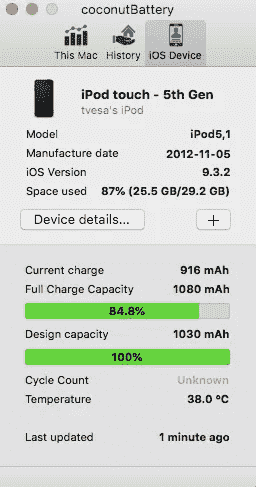 coconutBattery
This Mac History iOS Device
iPod touch - 5th Gen
tvesa's iPod
Model iPod5,1
Manufacture date 2012-11-05
iOS Version 9.3.2
Space used 87% (25.5 GB/29.2 GB)
Device details... +
Current charge 916 mAh
Full Charge Capacity 1080 mAh
84.8%
Design capacity 1030 mAh
100%
Cycle Count Unknown
Temperature 38.0 °C
Last updated 1 minute ago